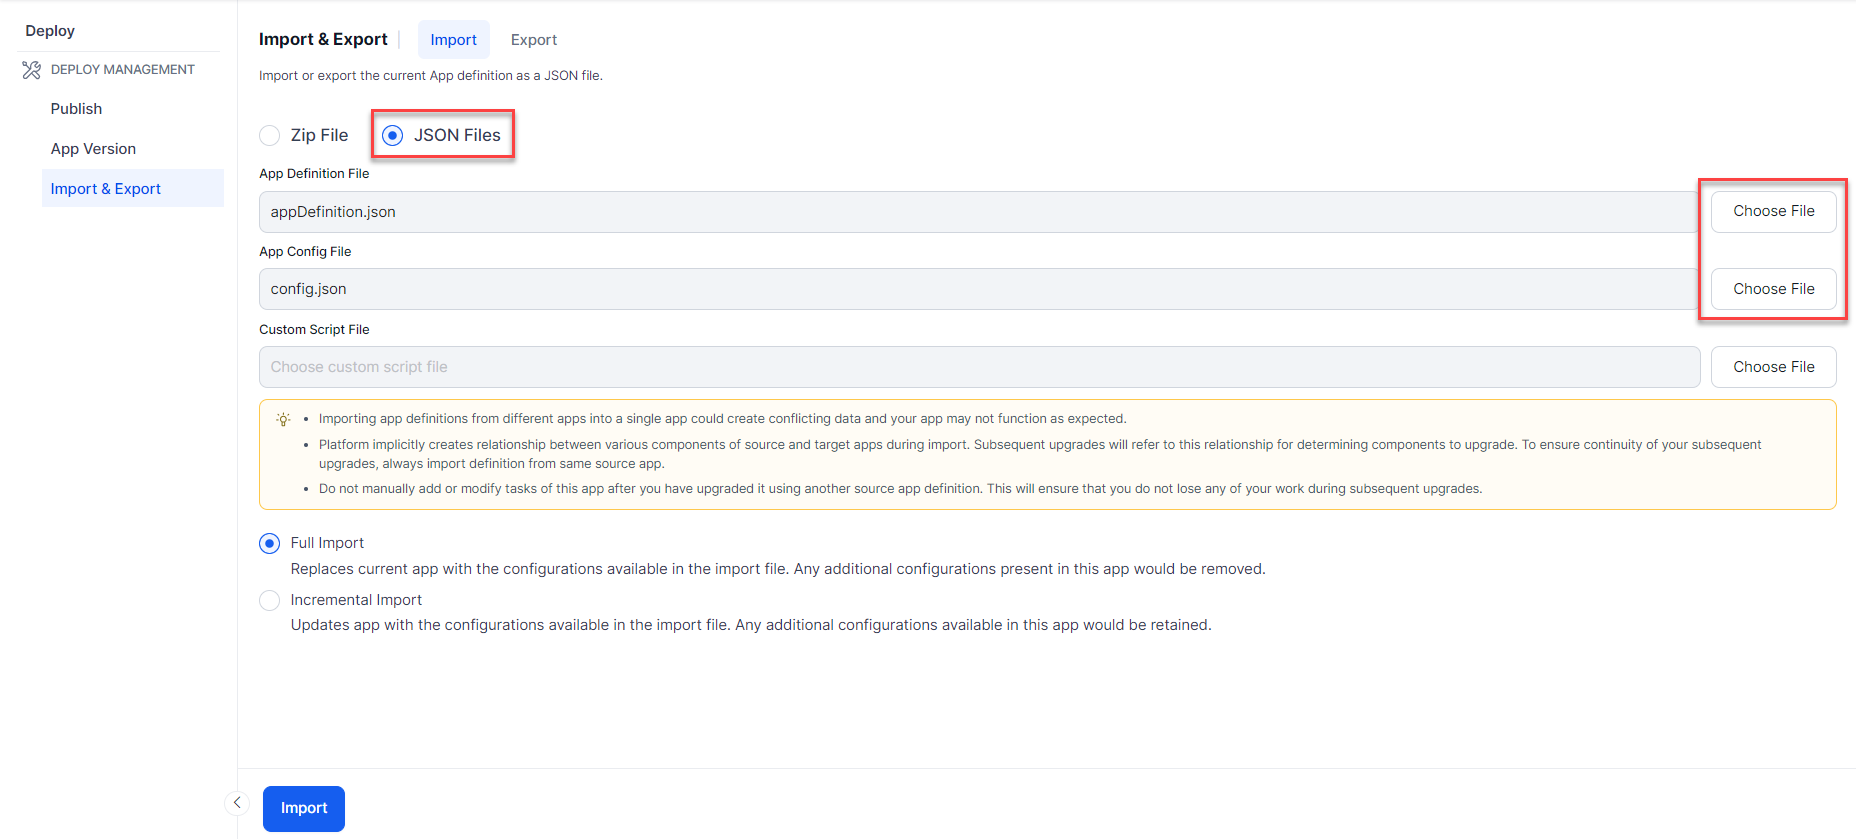 Deploy
DEPLOY MANAGEMENT
Publish
App Version
Import & Export
Import & Export
Import
Export
Import or export the current App definition as a JSON file.
Zip File
JSON Files
App Definition File
appDefinition.json
Choose File
App Config File
config.json
Choose File
Custom Script File
Choose custom script file
Choose File
• Importing app definitions from different apps into a single app could create conflicting data and your app may not function as expected.
• Platform implicitly creates relationship between various components of source and target apps during import. Subsequent upgrades will refer to this relationship for determining components to upgrade. To ensure continuity of your subsequent
upgrades, always import definition from same source app.
• Do not manually add or modify tasks of this app after you have upgraded it using another source app definition. This will ensure that you do not lose any of your work during subsequent upgrades.
Full Import
Replaces current app with the configurations available in the import file. Any additional configurations present in this app would be removed.
Incremental Import
Updates app with the configurations available in the import file. Any additional configurations available in this app would be retained.
Import